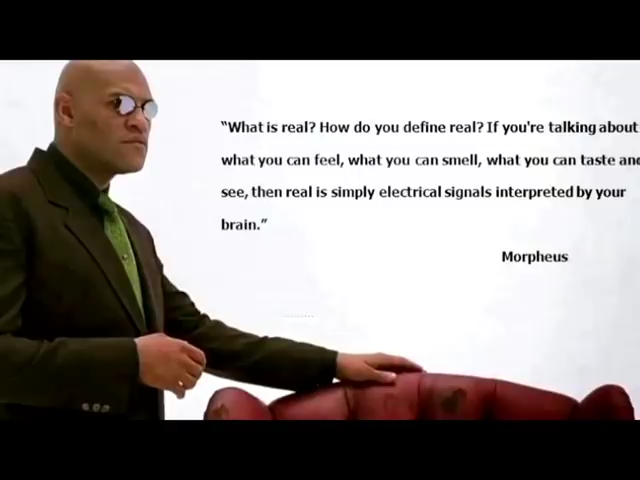 “What is real? How do you define real? If you're talking about
what you can feel, what you can smell, what you can taste and
see, then real is simply electrical signals interpreted by your
brain.”
Morpheus